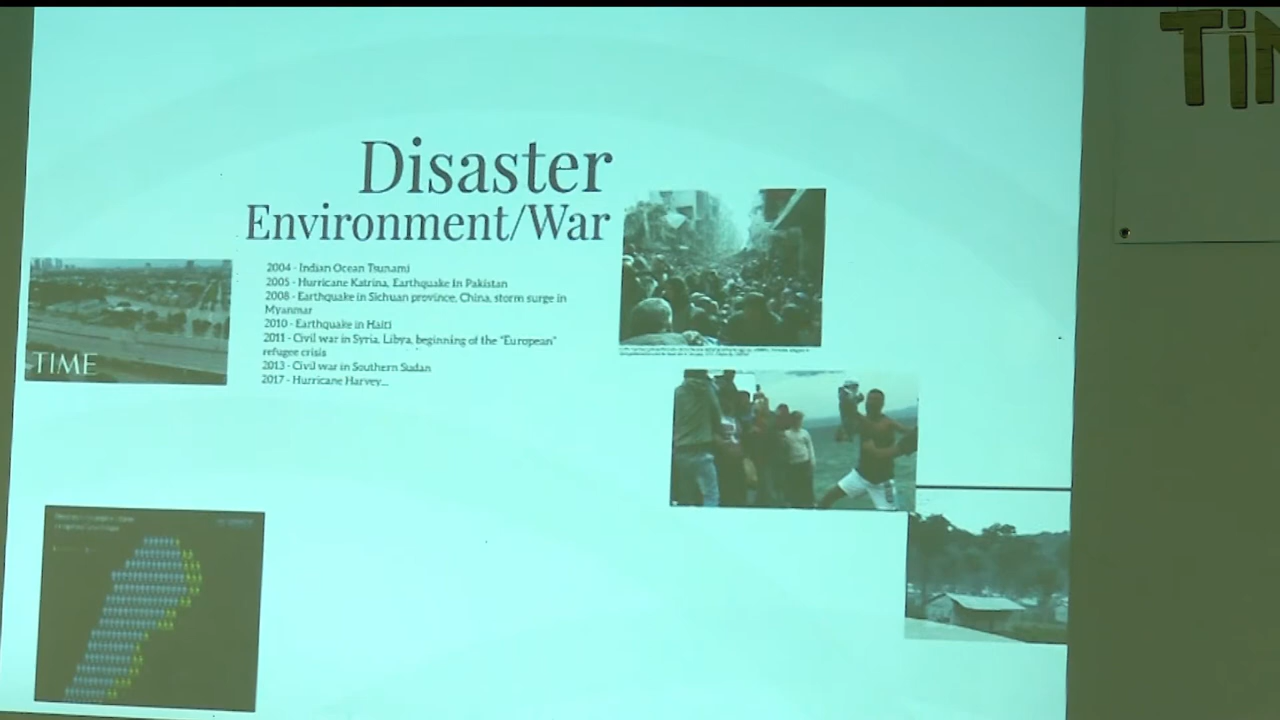 TiM
Disaster
Environment/War
2004 - Indian Ocean Tsunami
2005 - Hurricane Katrina, Earthquake In Pakistan
2008 - Earthquake in Sichuan province, China, storm surge in
Myanmar
2010 - Earthquake in Haiti
2011 - Civil war in Syria, Libya, beginning of the "European"
refugee crisis
2013 - Civil war in Southern Sudan
2017 - Hurricane Harvey...
TIME